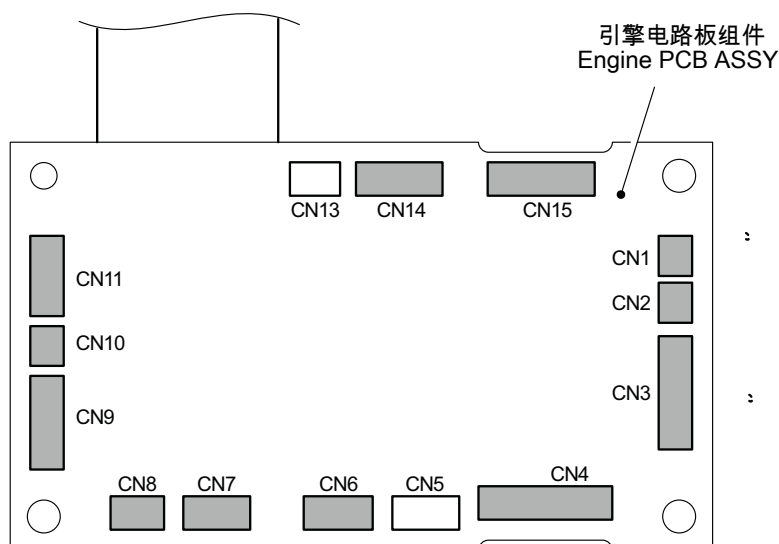 引擎电路板组件
Engine PCB ASSY
CN13
CN14
CN15
CN1
CN11
CN2
CN10
CN3
CN9
CN8
CN7
CN6
CN5
CN4